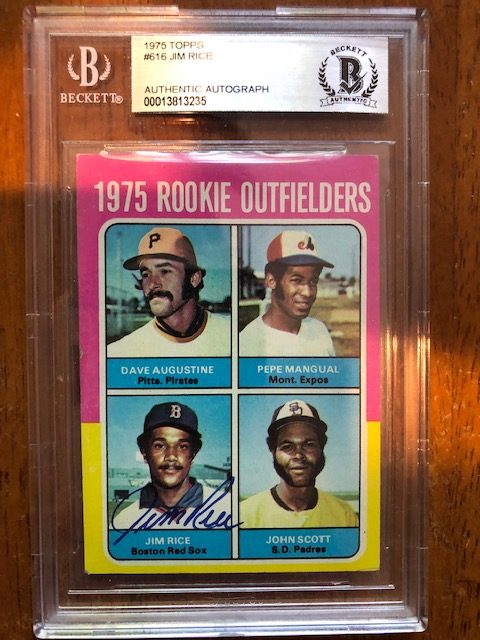 1975 TOPPS
#616 JIM RICE
AUTHENTIC AUTOGRAPH
00013813235
B
BECKETT®
BECKETT
B
AUTHENTIC
1975 ROOKIE OUTFIELDERS
P
DAVE AUGUSTINE
Pitts. Pirates
PEPE MANGUAL
Mont. Expos
B
SD
Jim Rice
JIM RICE
Boston Red Sox
JOHN SCOTT
S.D. Padres